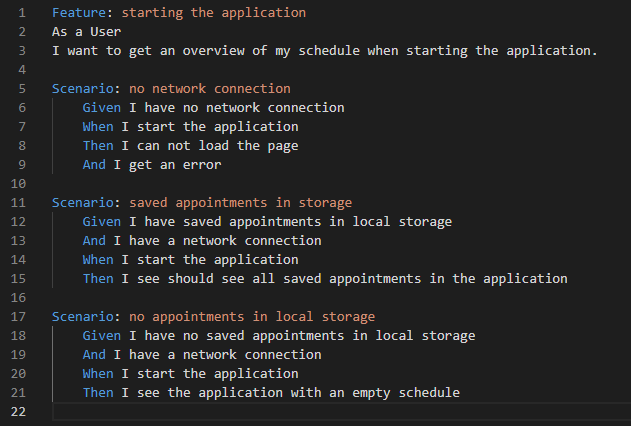 1 Feature: starting the application
2 As a User
3 I want to get an overview of my schedule when starting the application.
4
5 Scenario: no network connection
6 Given I have no network connection
7 When I start the application
8 Then I can not load the page
9 And I get an error
10
11 Scenario: saved appointments in storage
12 Given I have saved appointments in local storage
13 And I have a network connection
14 When I start the application
15 Then I see should see all saved appointments in the application
16
17 Scenario: no appointments in local storage
18 Given I have no saved appointments in local storage
19 And I have a network connection
20 When I start the application
21 Then I see the application with an empty schedule
22